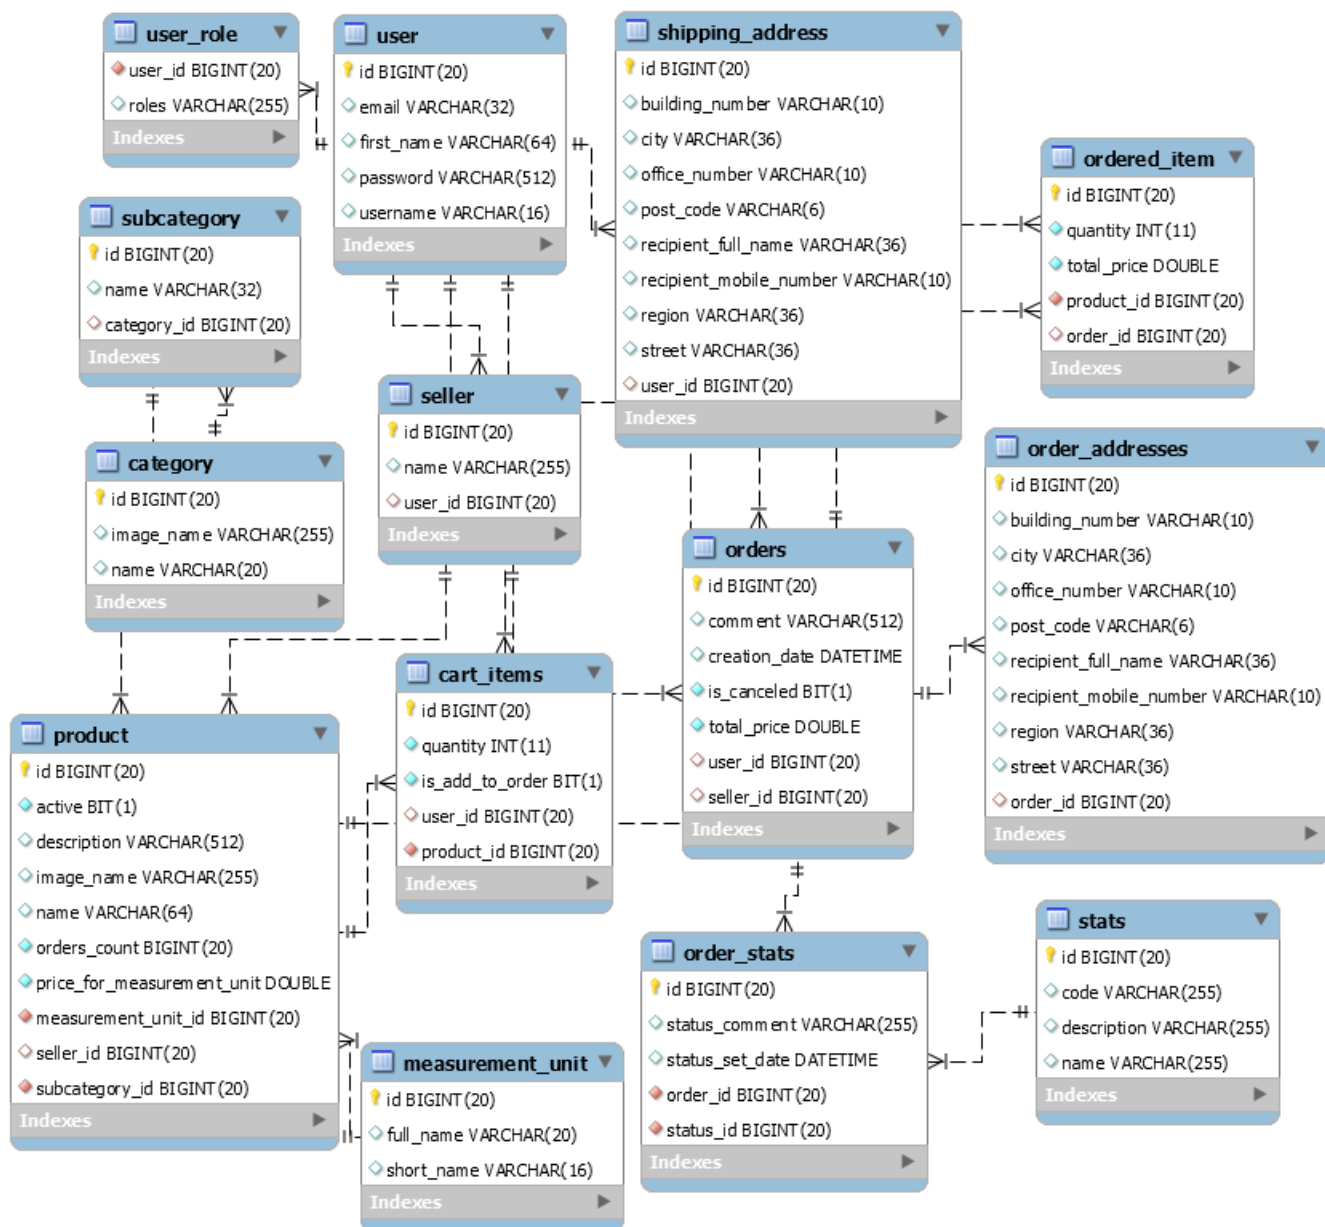 user_role
user_id BIGINT(20)
roles VARCHAR(255)
Indexes
user
id BIGINT(20)
email VARCHAR(32)
first_name VARCHAR(64)
password VARCHAR(512)
username VARCHAR(16)
Indexes
shipping_address
id BIGINT(20)
building_number VARCHAR(10)
city VARCHAR(36)
office_number VARCHAR(10)
post_code VARCHAR(6)
recipient_full_name VARCHAR(36)
recipient_mobile_number VARCHAR(10)
region VARCHAR(36)
street VARCHAR(36)
user_id BIGINT(20)
Indexes
ordered_item
id BIGINT(20)
quantity INT(11)
total_price DOUBLE
product_id BIGINT(20)
order_id BIGINT(20)
Indexes
subcategory
id BIGINT(20)
name VARCHAR(32)
category_id BIGINT(20)
Indexes
seller
id BIGINT(20)
name VARCHAR(255)
user_id BIGINT(20)
Indexes
category
id BIGINT(20)
image_name VARCHAR(255)
name VARCHAR(20)
Indexes
orders
id BIGINT(20)
comment VARCHAR(512)
creation_date DATETIME
is_canceled BIT(1)
total_price DOUBLE
user_id BIGINT(20)
seller_id BIGINT(20)
Indexes
order_addresses
id BIGINT(20)
building_number VARCHAR(10)
city VARCHAR(36)
office_number VARCHAR(10)
post_code VARCHAR(6)
recipient_full_name VARCHAR(36)
recipient_mobile_number VARCHAR(10)
region VARCHAR(36)
street VARCHAR(36)
order_id BIGINT(20)
Indexes
cart_items
id BIGINT(20)
quantity INT(11)
is_add_to_order BIT(1)
user_id BIGINT(20)
product_id BIGINT(20)
Indexes
product
id BIGINT(20)
active BIT(1)
description VARCHAR(512)
image_name VARCHAR(255)
name VARCHAR(64)
orders_count BIGINT(20)
price_for_measurement_unit DOUBLE
measurement_unit_id BIGINT(20)
seller_id BIGINT(20)
subcategory_id BIGINT(20)
Indexes
measurement_unit
id BIGINT(20)
full_name VARCHAR(20)
short_name VARCHAR(16)
Indexes
order_stats
id BIGINT(20)
status_comment VARCHAR(255)
status_set_date DATETIME
order_id BIGINT(20)
status_id BIGINT(20)
Indexes
stats
id BIGINT(20)
code VARCHAR(255)
description VARCHAR(255)
name VARCHAR(255)
Indexes